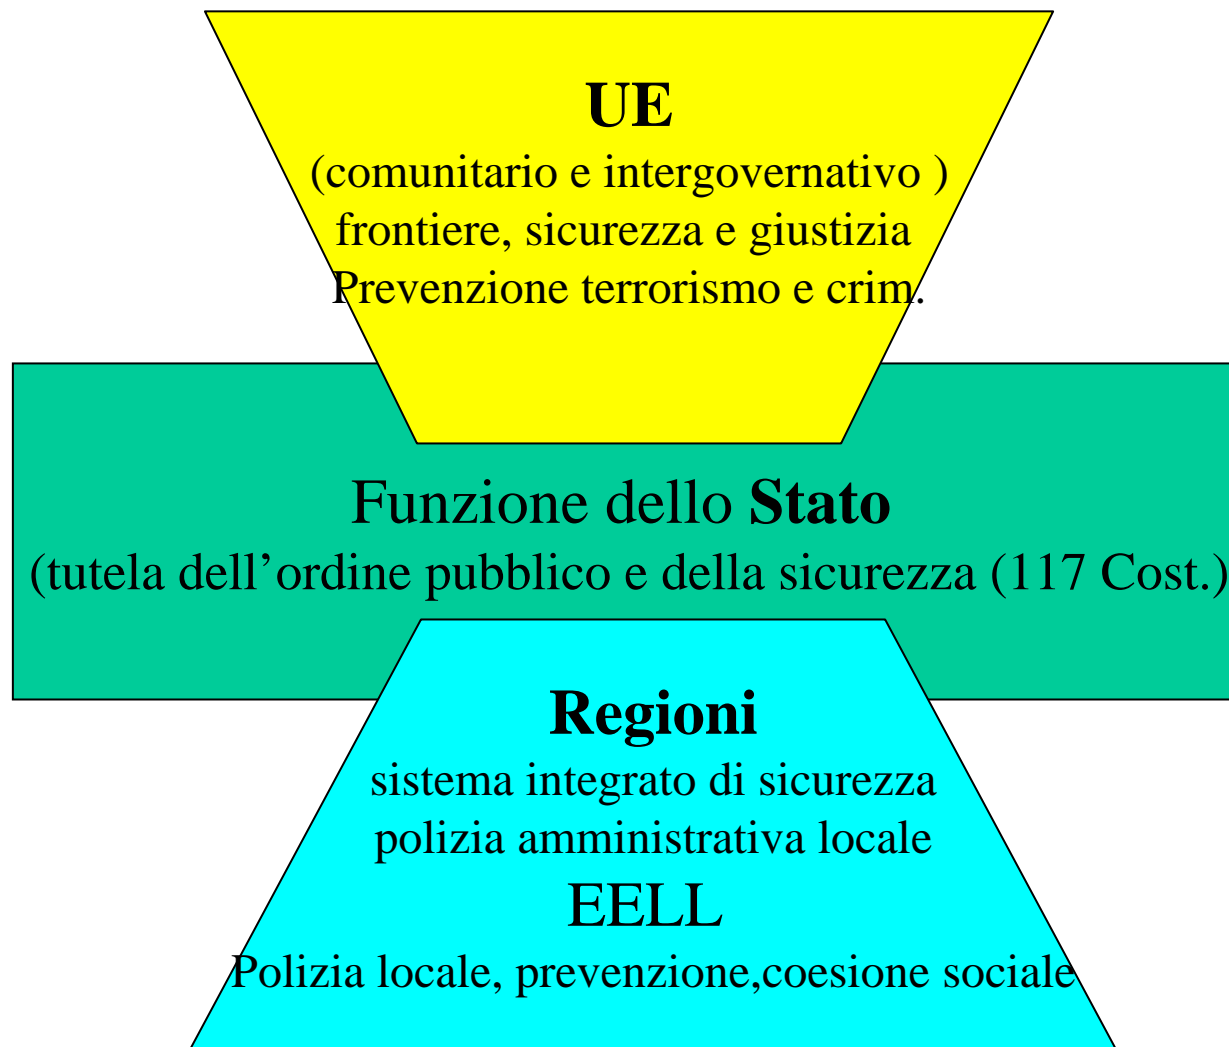 UE
(comunitario e intergovernativo )
frontiere, sicurezza e giustizia
Prevenzione terrorismo e crim.
Funzione dello Stato
(tutela dell’ordine pubblico e della sicurezza (117 Cost.)
Regioni
sistema integrato di sicurezza
polizia amministrativa locale
EELL
Polizia locale, prevenzione,coesione sociale